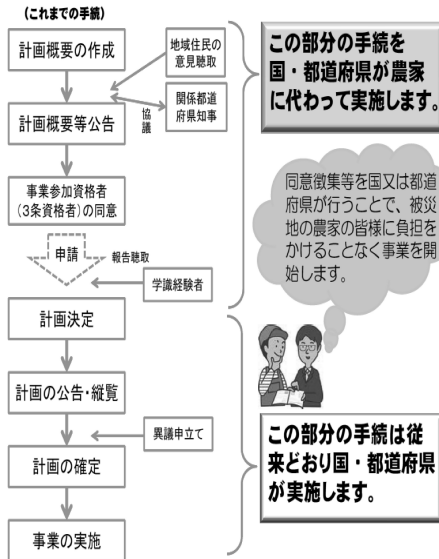 (これまでの手続)
計画概要の作成
地域住民の
意見聴取
協議
関係都道
府県知事
計画概要等公告
事業参加資格者
(3条資格者)の同意
申請
報告聴取
学識経験者
計画決定
計画の公告・縦覧
異議申立て
計画の確定
事業の実施
この部分の手続を
国・都道府県が農家
に代わって実施します。
同意徴集等を国又は都道
府県が行うことで、被災
地の農家の皆様に負担を
かけることなく事業を開
始します。
この部分の手続は従
来どおり国・都道府県
が実施します。